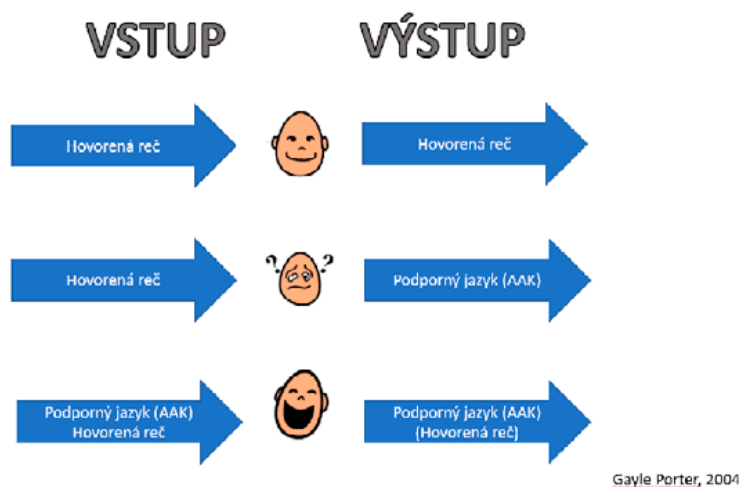 VSTUP VÝSTUP
Hovorená reč
Hovorená reč
Hovorená reč
? ?
Podporný jazyk (AAK)
Podporný jazyk (AAK)
Hovorená reč
Podporný jazyk (AAK)
(Hovorená reč)
Gayle Porter, 2004